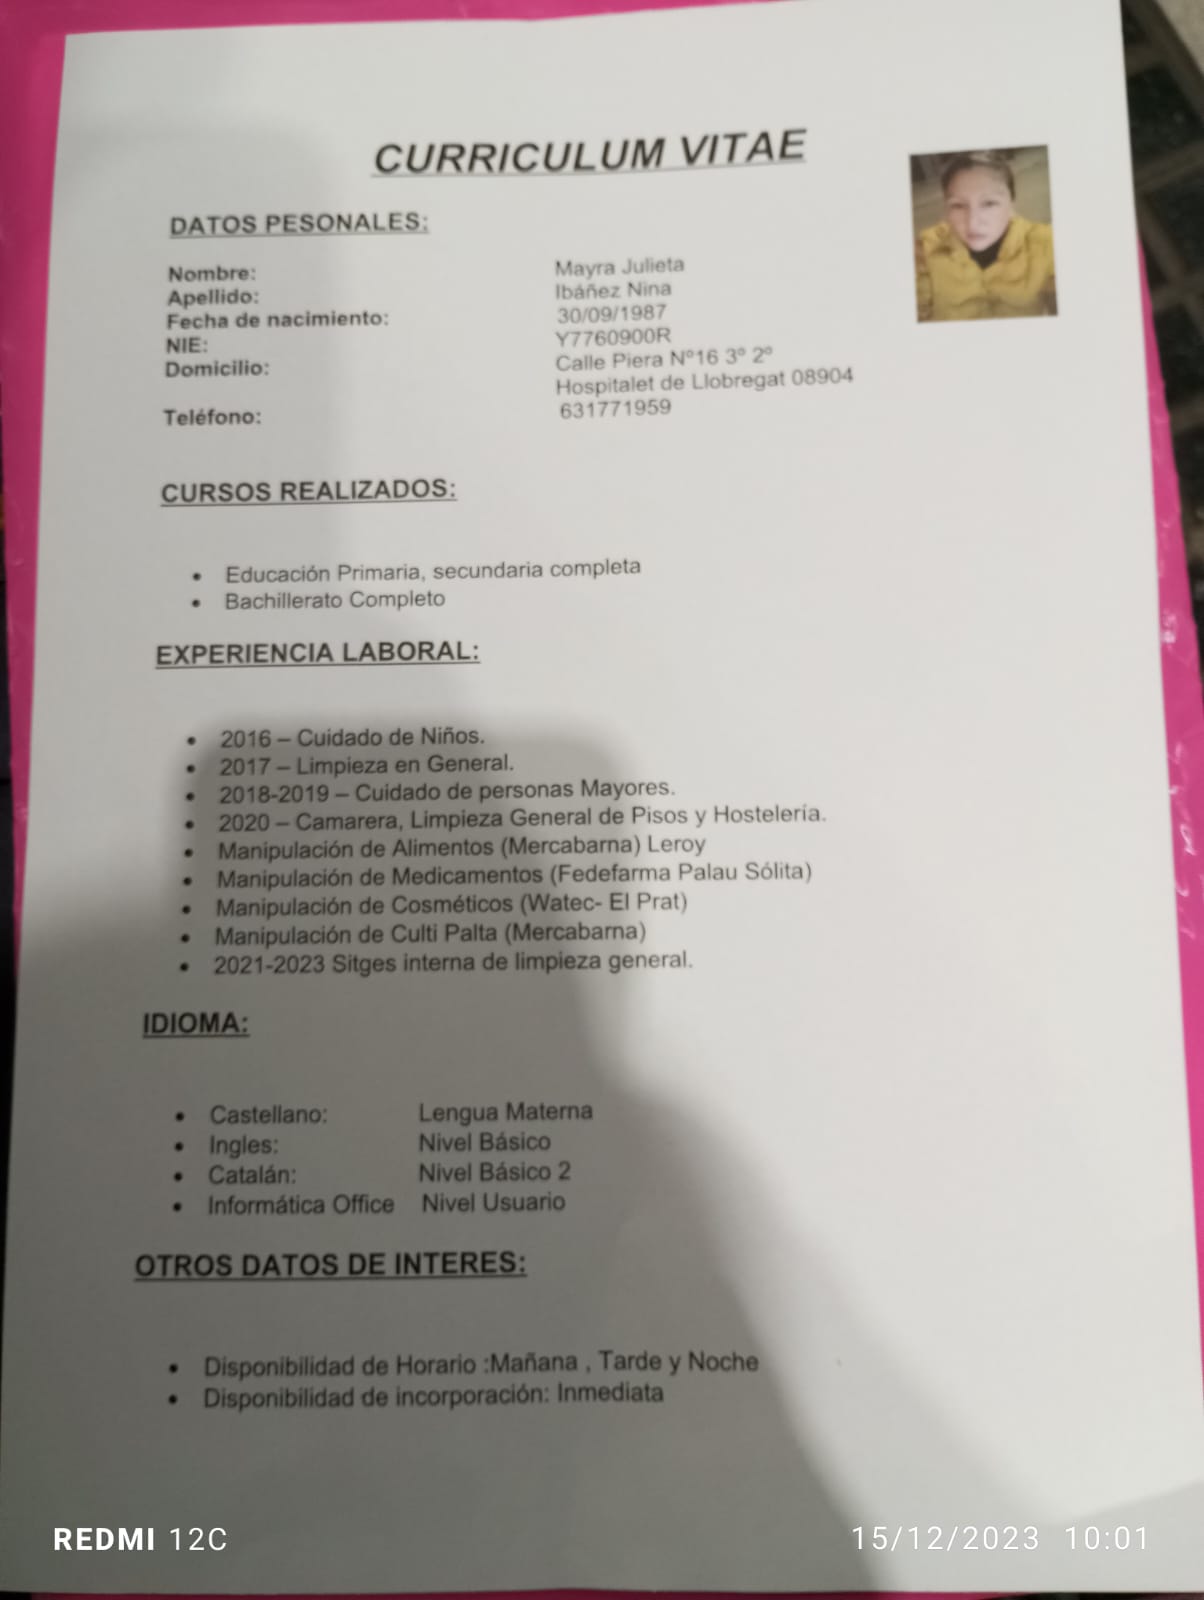 CURRICULUM VITAE
DATOS PESONALES:
Nombre: Mayra Julieta
Apellido: Ibáñez Nina
Fecha de nacimiento: 30/09/1987
NIE: Y7760900R
Domicilio: Calle Piera Nº16 3º 2º
Hospitalet de Llobregat 08904
Teléfono: 631771959
CURSOS REALIZADOS:
• Educación Primaria, secundaria completa
• Bachillerato Completo
EXPERIENCIA LABORAL:
• 2016 – Cuidado de Niños.
• 2017 – Limpieza en General.
• 2018-2019 – Cuidado de personas Mayores.
• 2020 – Camarera, Limpieza General de Pisos y Hostelería.
• Manipulación de Alimentos (Mercabarna) Leroy
• Manipulación de Medicamentos (Fedefarma Palau Sólita)
• Manipulación de Cosméticos (Watec- El Prat)
• Manipulación de Culti Palta (Mercabarna)
• 2021-2023 Sitges interna de limpieza general.
IDIOMA:
• Castellano: Lengua Materna
• Ingles: Nivel Básico
• Catalán: Nivel Básico 2
• Informática Office Nivel Usuario
OTROS DATOS DE INTERES:
• Disponibilidad de Horario :Mañana , Tarde y Noche
• Disponibilidad de incorporación: Inmediata
REDMI 12C
15/12/2023 10:01